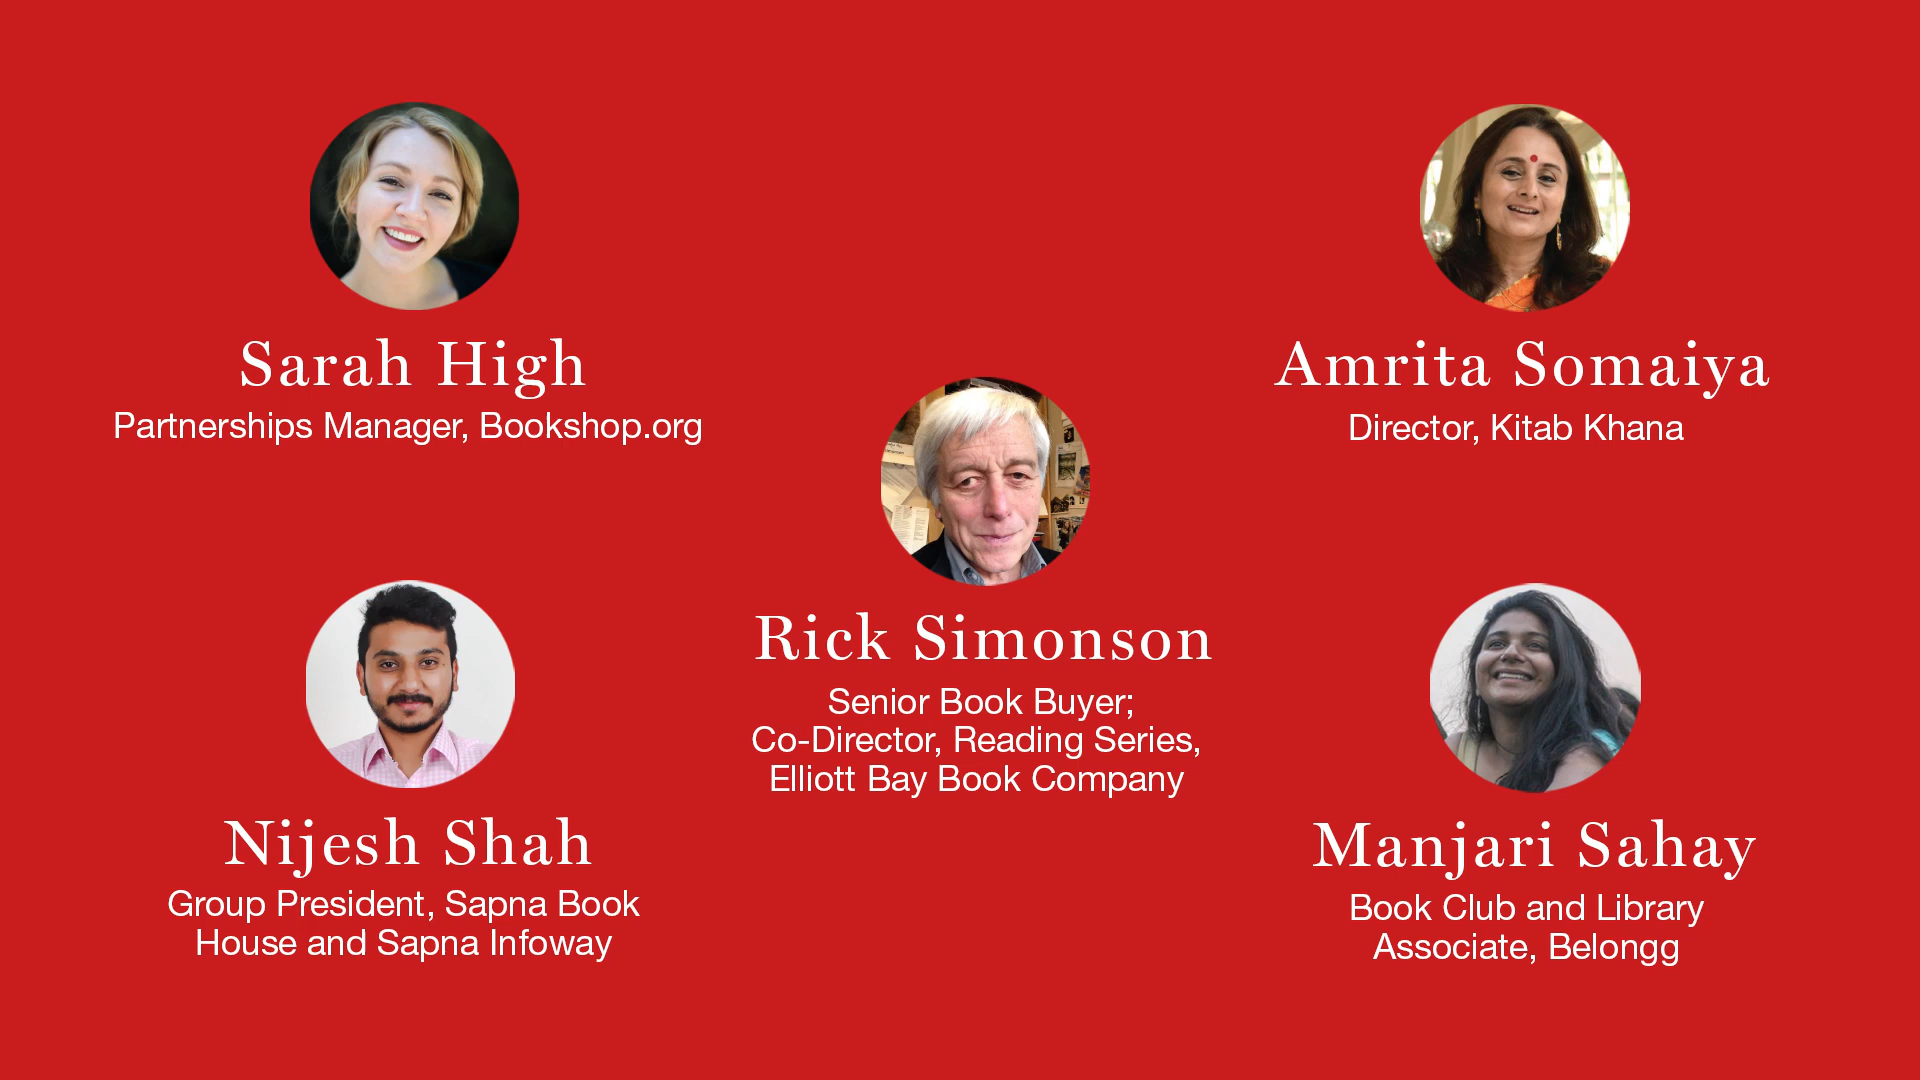 Sarah High
Partnerships Manager, Bookshop.org
Amrita Somaiya
Director, Kitab Khana
Rick Simonson
Senior Book Buyer;
Co-Director, Reading Series,
Elliott Bay Book Company
Nijesh Shah
Group President, Sapna Book
House and Sapna Infoway
Manjari Sahay
Book Club and Library
Associate, Belongg